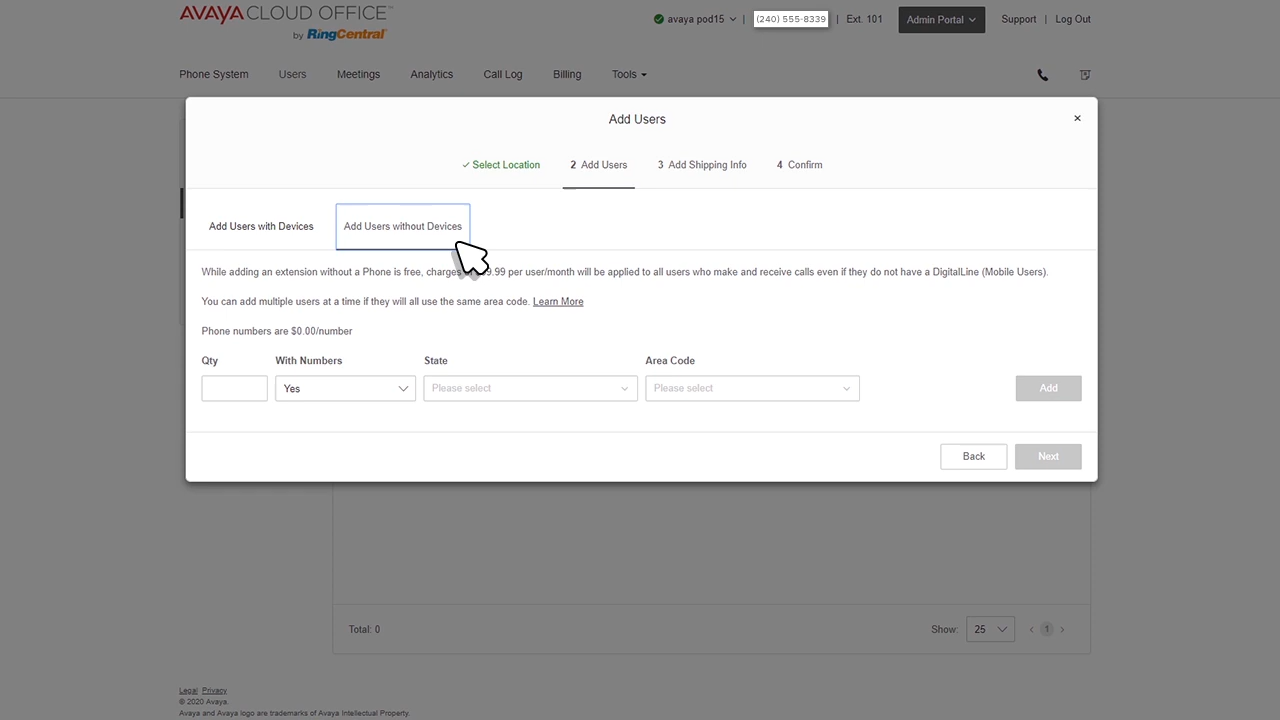 AVAYA CLOUD OFFICE™
by RingCentral
avaya pod15 | (240) 555-8339 | Ext. 101 Admin Portal Support | Log Out
Phone System Users Meetings Analytics Call Log Billing Tools
Add Users
✓ Select Location 2 Add Users 3 Add Shipping Info 4 Confirm
Add Users with Devices Add Users without Devices
While adding an extension without a Phone is free, charges 9.99 per user/month will be applied to all users who make and receive calls even if they do not have a DigitalLine (Mobile Users).
You can add multiple users at a time if they will all use the same area code. Learn More
Phone numbers are $0.00/number
Qty With Numbers State Area Code
Yes Please select Please select Add
Back Next
Total: 0 Show: 25 1
Legal Privacy
© 2020 Avaya.
Avaya and Avaya logo are trademarks of Avaya Intellectual Property.